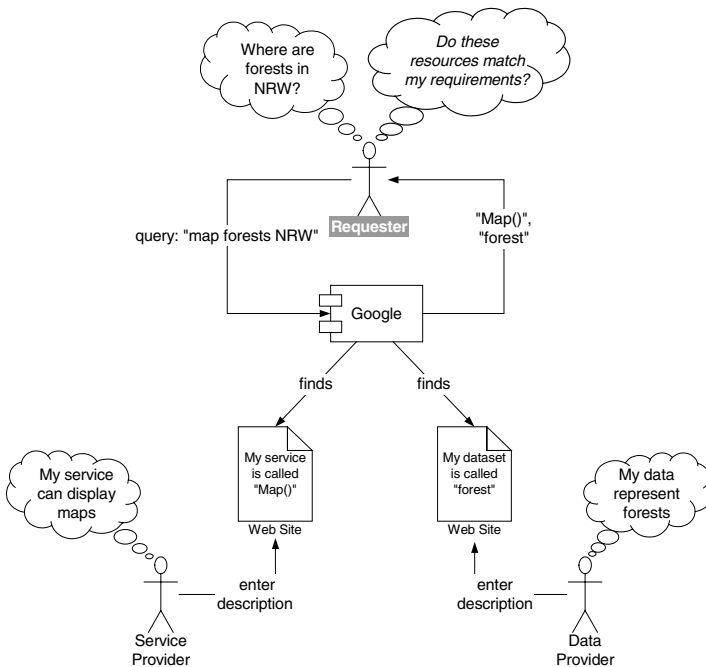 Where are
forests in
NRW?
Do these
resources match
my requirements?
Requester
query: "map forests NRW"
"Map()",
"forest"
Google
finds
finds
My service
is called
"Map()"
Web Site
My dataset
is called
"forest"
Web Site
My service
can display
maps
My data
represent
forests
enter
description
enter
description
Service
Provider
Data
Provider